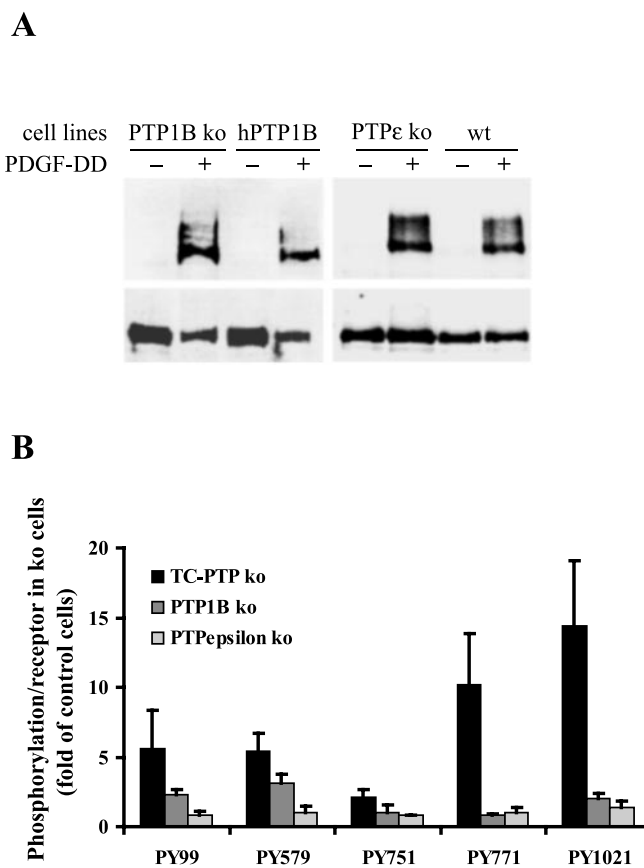 A
cell lines PTP1B ko hPTP1B PTPε ko wt
PDGF-DD – + – + – + – +
B
Phosphorylation/receptor in ko cells
(fold of control cells)
20
15
10
5
0
TC-PTP ko
PTP1B ko
PTPepsilon ko
PY99 PY579 PY751 PY771 PY1021